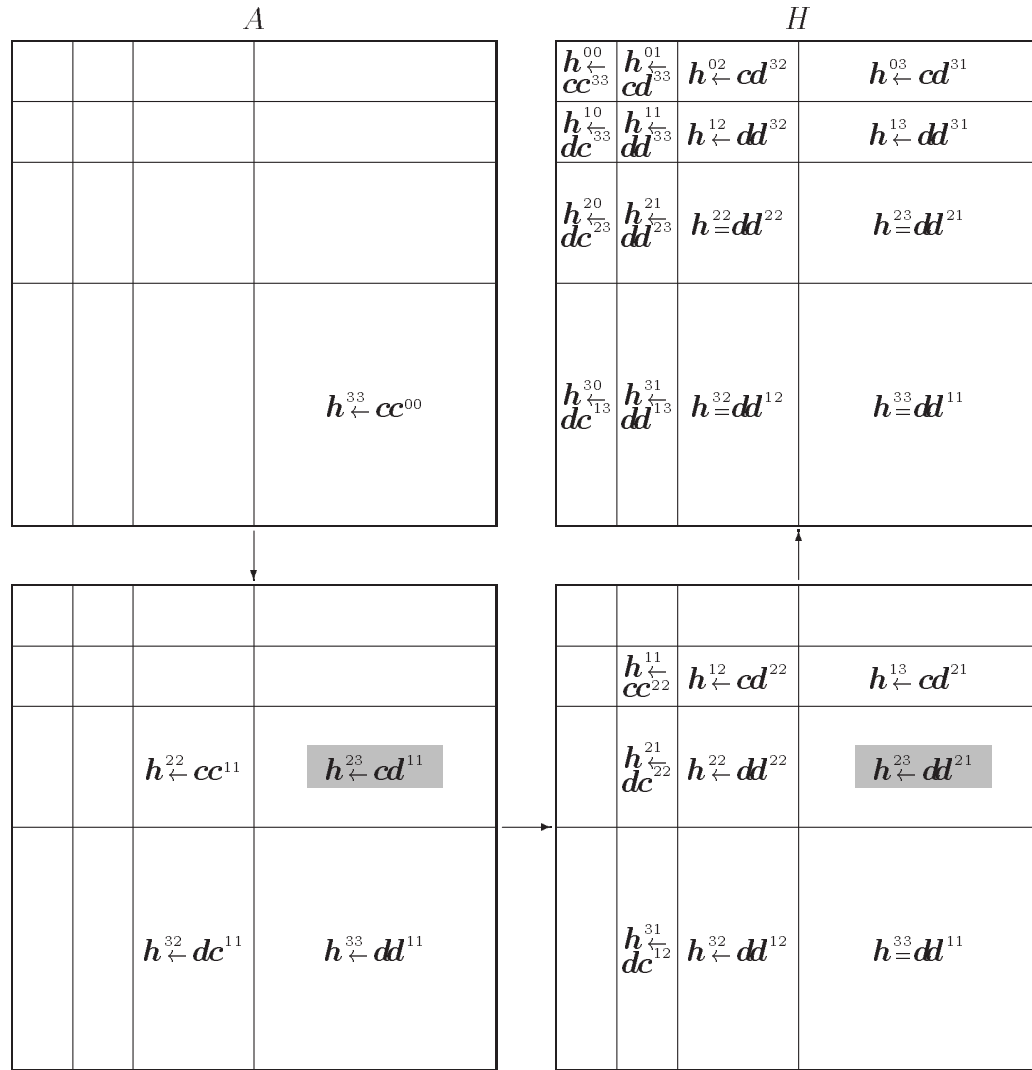 A
H
h^{00} ← cc^{33}
h^{01} ← cd^{33}
h^{02} ← cd^{32}
h^{03} ← cd^{31}
h^{10} ← dc^{33}
h^{11} ← dd^{33}
h^{12} ← dd^{32}
h^{13} ← dd^{31}
h^{20} ← dc^{23}
h^{21} ← dd^{23}
h^{22} = dd^{22}
h^{23} = dd^{21}
h^{33} ← cc^{00}
h^{30} ← dc^{13}
h^{31} ← dd^{13}
h^{32} = dd^{12}
h^{33} = dd^{11}
h^{22} ← cc^{11}
h^{23} ← cd^{11}
h^{32} ← dc^{11}
h^{33} ← dd^{11}
h^{11} ← cc^{22}
h^{12} ← cd^{22}
h^{13} ← cd^{21}
h^{21} ← dc^{22}
h^{22} ← dd^{22}
h^{23} ← dd^{21}
h^{31} ← dc^{12}
h^{32} ← dd^{12}
h^{33} = dd^{11}